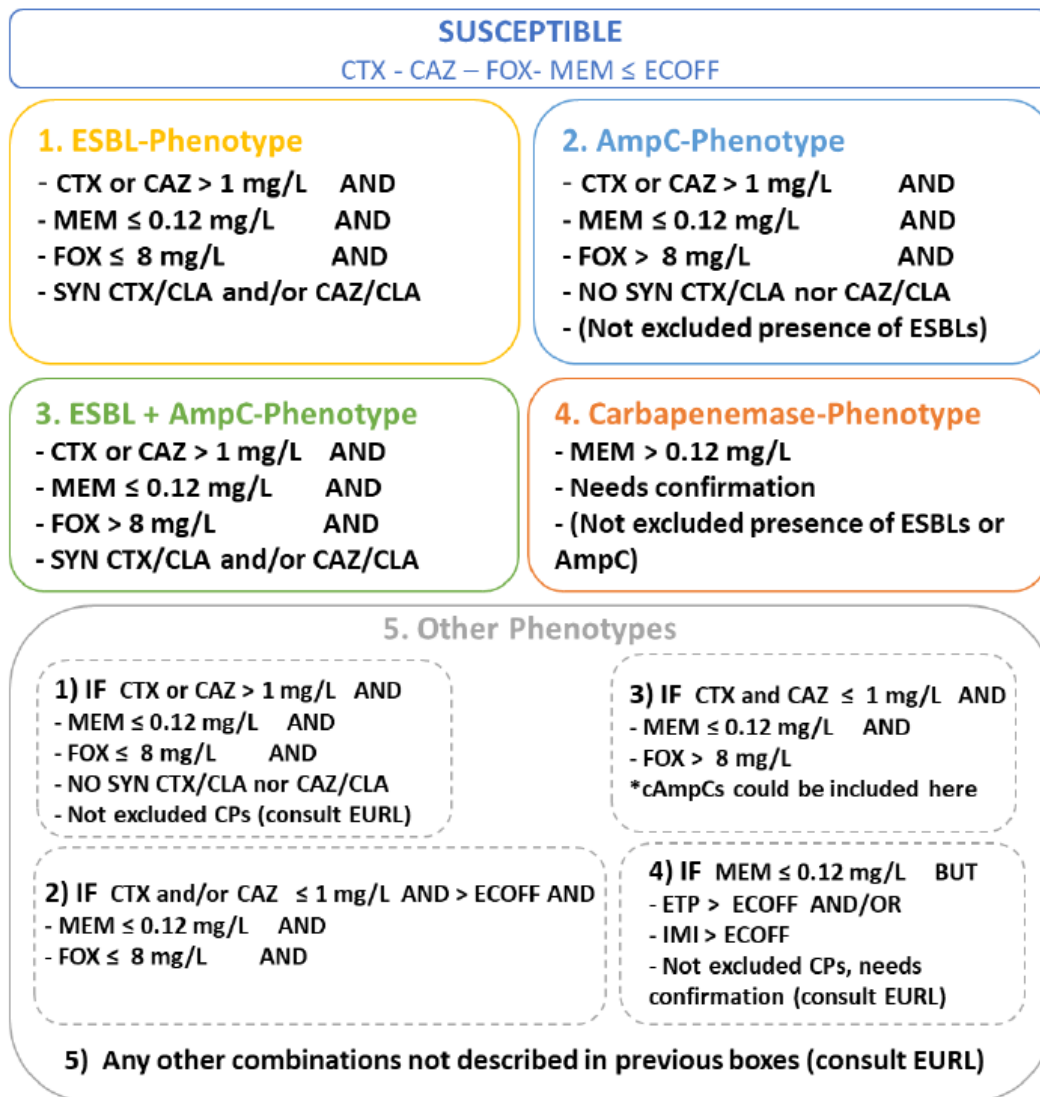 SUSCEPTIBLE
CTX - CAZ – FOX- MEM ≤ ECOFF
1. ESBL-Phenotype
- CTX or CAZ > 1 mg/L AND
- MEM ≤ 0.12 mg/L AND
- FOX ≤ 8 mg/L AND
- SYN CTX/CLA and/or CAZ/CLA
2. AmpC-Phenotype
- CTX or CAZ > 1 mg/L AND
- MEM ≤ 0.12 mg/L AND
- FOX > 8 mg/L AND
- NO SYN CTX/CLA nor CAZ/CLA
- (Not excluded presence of ESBLs)
3. ESBL + AmpC-Phenotype
- CTX or CAZ > 1 mg/L AND
- MEM ≤ 0.12 mg/L AND
- FOX > 8 mg/L AND
- SYN CTX/CLA and/or CAZ/CLA
4. Carbapenemase-Phenotype
- MEM > 0.12 mg/L
- Needs confirmation
- (Not excluded presence of ESBLs or
AmpC)
5. Other Phenotypes
1) IF CTX or CAZ > 1 mg/L AND
- MEM ≤ 0.12 mg/L AND
- FOX ≤ 8 mg/L AND
- NO SYN CTX/CLA nor CAZ/CLA
- Not excluded CPs (consult EURL)
2) IF CTX and/or CAZ ≤ 1 mg/L AND > ECOFF AND
- MEM ≤ 0.12 mg/L AND
- FOX ≤ 8 mg/L AND
3) IF CTX and CAZ ≤ 1 mg/L AND
- MEM ≤ 0.12 mg/L AND
- FOX > 8 mg/L
*cAmpCs could be included here
4) IF MEM ≤ 0.12 mg/L BUT
- ETP > ECOFF AND/OR
- IMI > ECOFF
- Not excluded CPs, needs
confirmation (consult EURL)
5) Any other combinations not described in previous boxes (consult EURL)